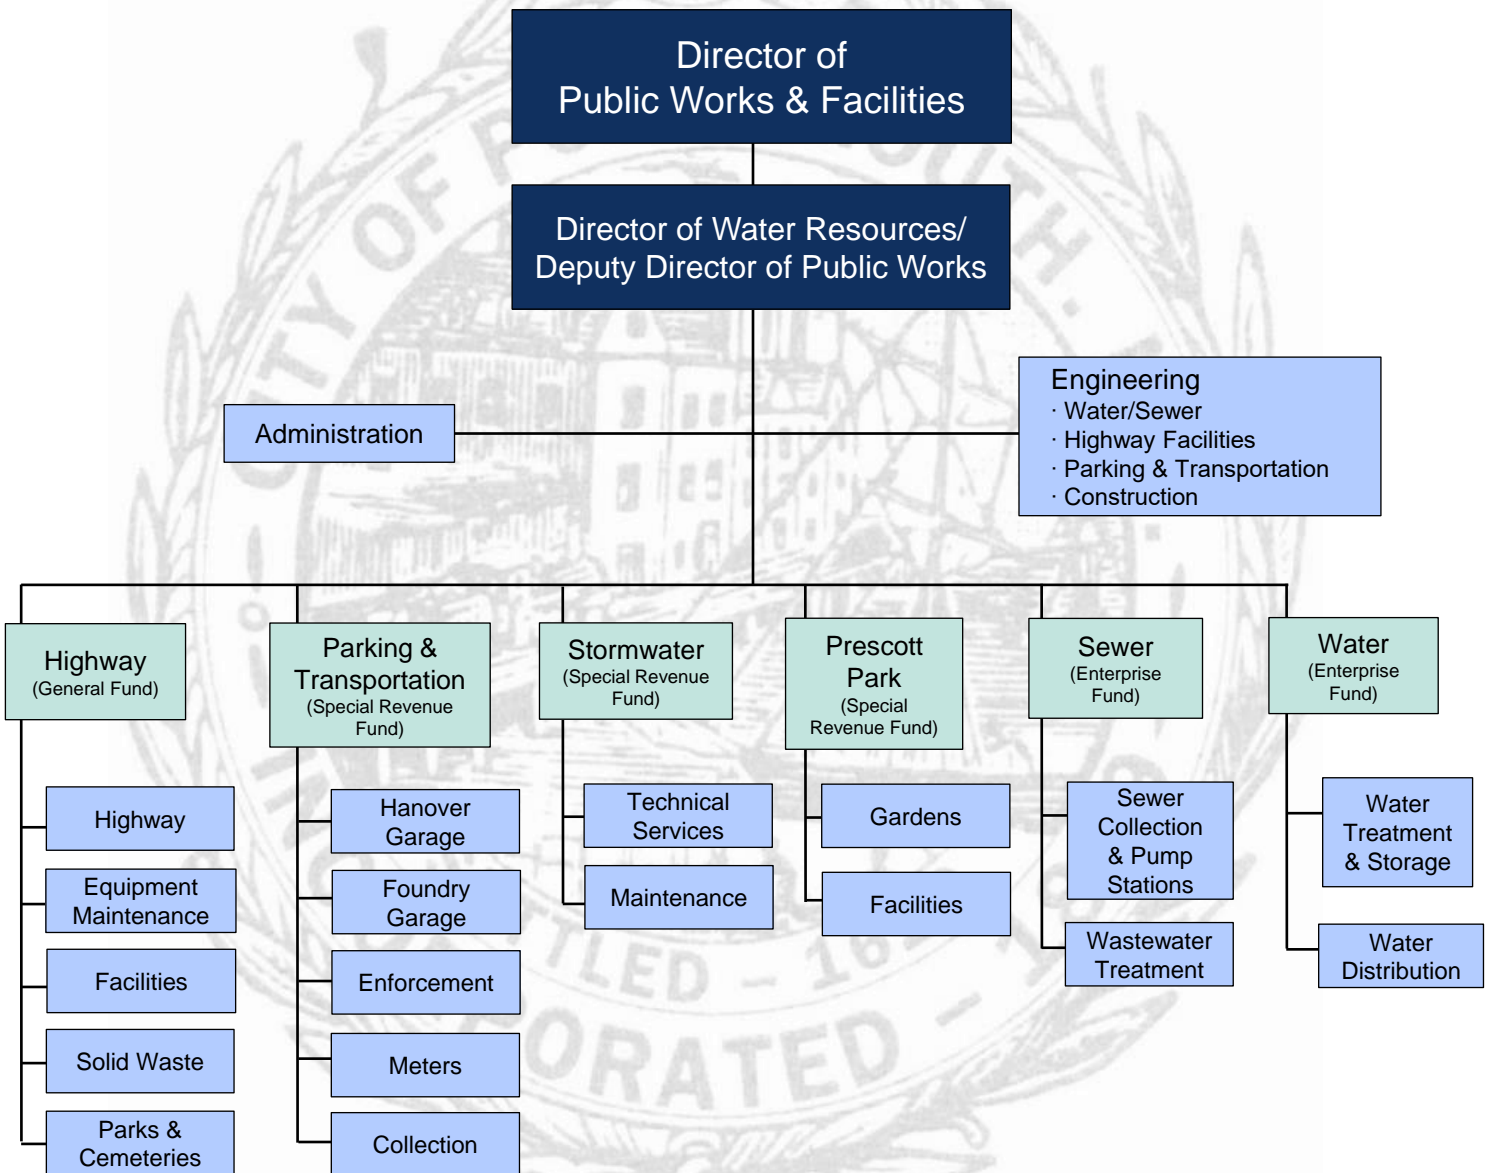 Director of
Public Works & Facilities
Director of Water Resources/
Deputy Director of Public Works
Administration
Engineering
· Water/Sewer
· Highway Facilities
· Parking & Transportation
· Construction
Highway
(General Fund)
Parking &
Transportation
(Special Revenue
Fund)
Stormwater
(Special Revenue
Fund)
Prescott
Park
(Special
Revenue Fund)
Sewer
(Enterprise
Fund)
Water
(Enterprise
Fund)
Highway
Equipment
Maintenance
Facilities
Solid Waste
Parks &
Cemeteries
Hanover
Garage
Foundry
Garage
Enforcement
Meters
Collection
Technical
Services
Maintenance
Gardens
Facilities
Sewer
Collection
& Pump
Stations
Wastewater
Treatment
Water
Treatment
& Storage
Water
Distribution
CITY OF